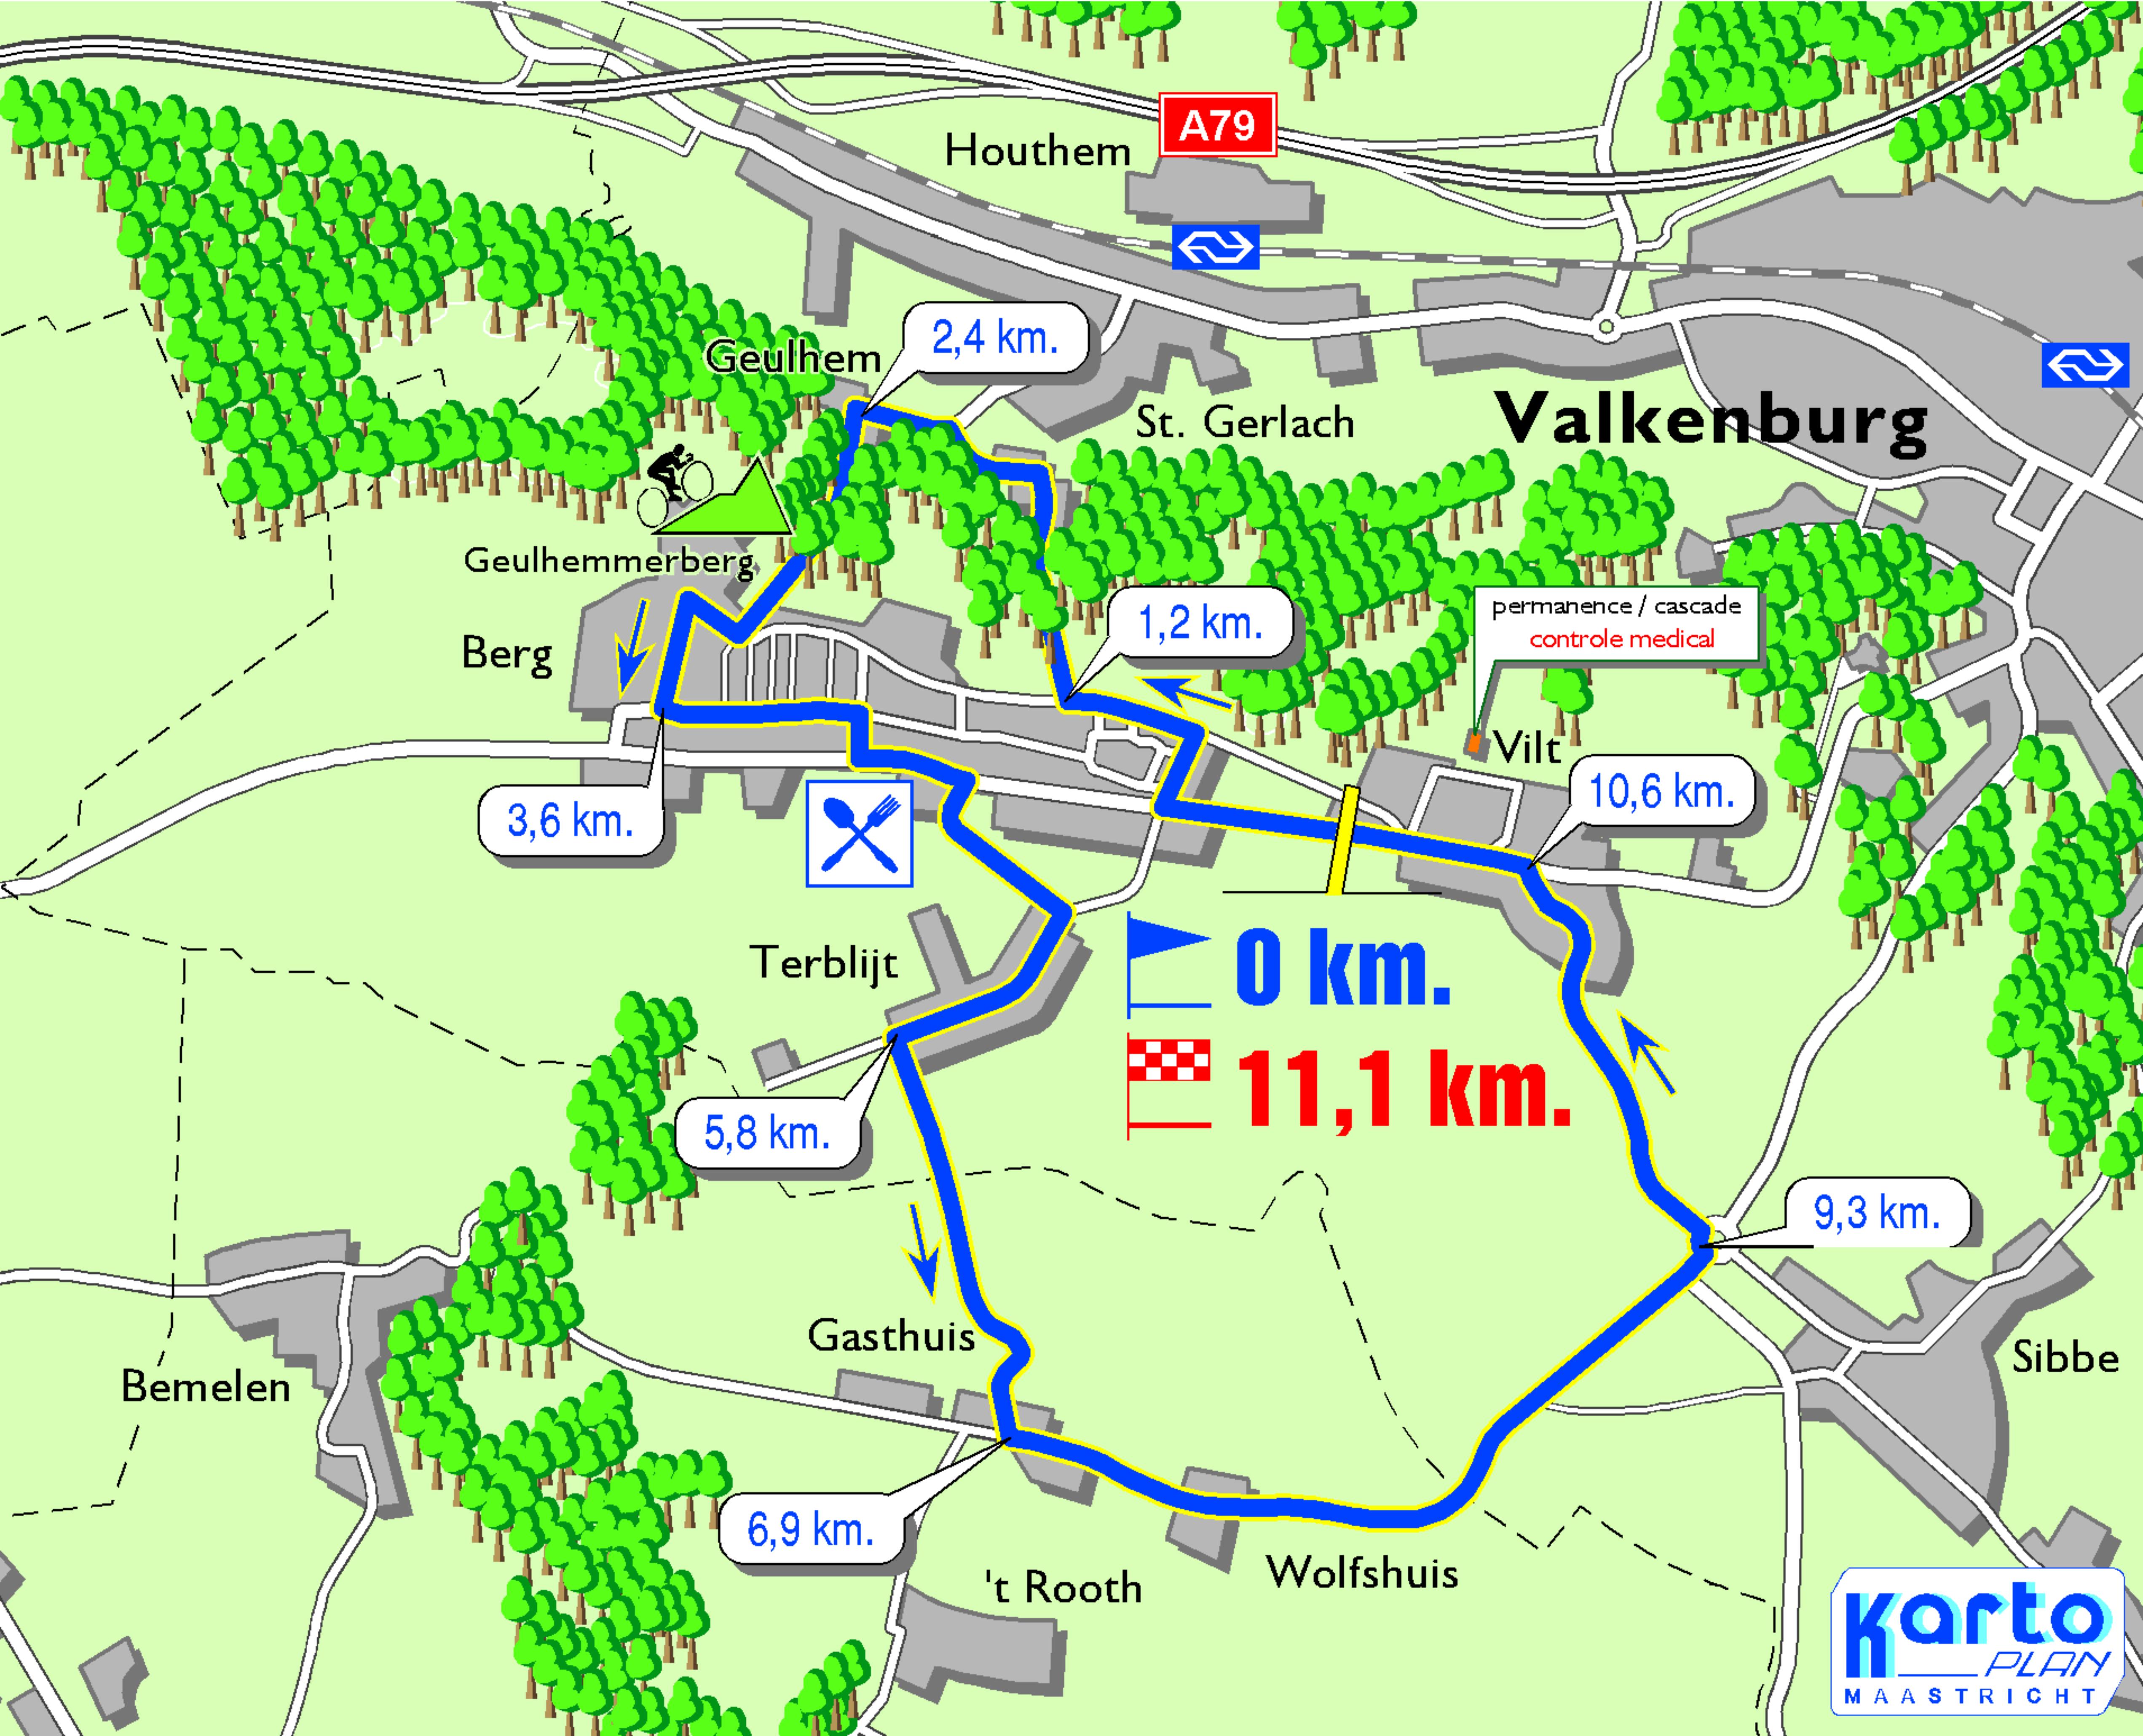 A79
Houthem
2,4 km.
Geulhem
St. Gerlach
Valkenburg
Geulhemmerberg
Berg
1,2 km.
permanence / cascade
controle medical
Vilt
10,6 km.
3,6 km.
Terblijt
0 km.
11,1 km.
5,8 km.
9,3 km.
Gasthuis
Sibbe
Bemelen
6,9 km.
't Rooth
Wolfshuis
Karto
PLAN
MAASTRICHT